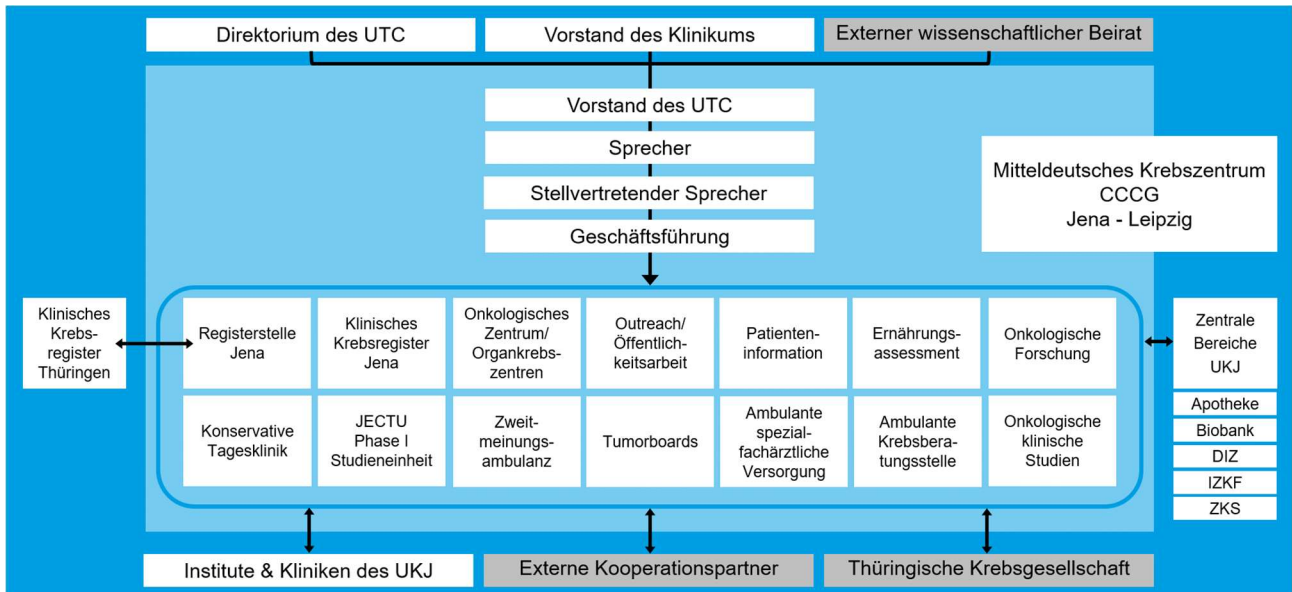 Direktorium des UTC
Vorstand des Klinikums
Externer wissenschaftlicher Beirat
Vorstand des UTC
Sprecher
Stellvertretender Sprecher
Geschäftsführung
Mitteldeutsches Krebszentrum
CCCG
Jena - Leipzig
Klinisches
Krebs-
register
Thüringen
Registerstelle
Jena
Klinisches
Krebsregister
Jena
Onkologisches
Zentrum/
Organkrebs-
zentren
Outreach/
Öffentlich-
keitsarbeit
Patienten-
information
Ernährungs-
assessment
Onkologische
Forschung
Konservative
Tagesklinik
JECTU
Phase I
Studieneinheit
Zweit-
meinungs-
ambulanz
Tumorboards
Ambulante
spezial-
fachärztliche
Versorgung
Ambulante
Krebsbera-
tungsstelle
Onkologische
klinische
Studien
Zentrale
Bereiche
UKJ
Apotheke
Biobank
DIZ
IZKF
ZKS
Institute & Kliniken des UKJ
Externe Kooperationspartner
Thüringische Krebsgesellschaft